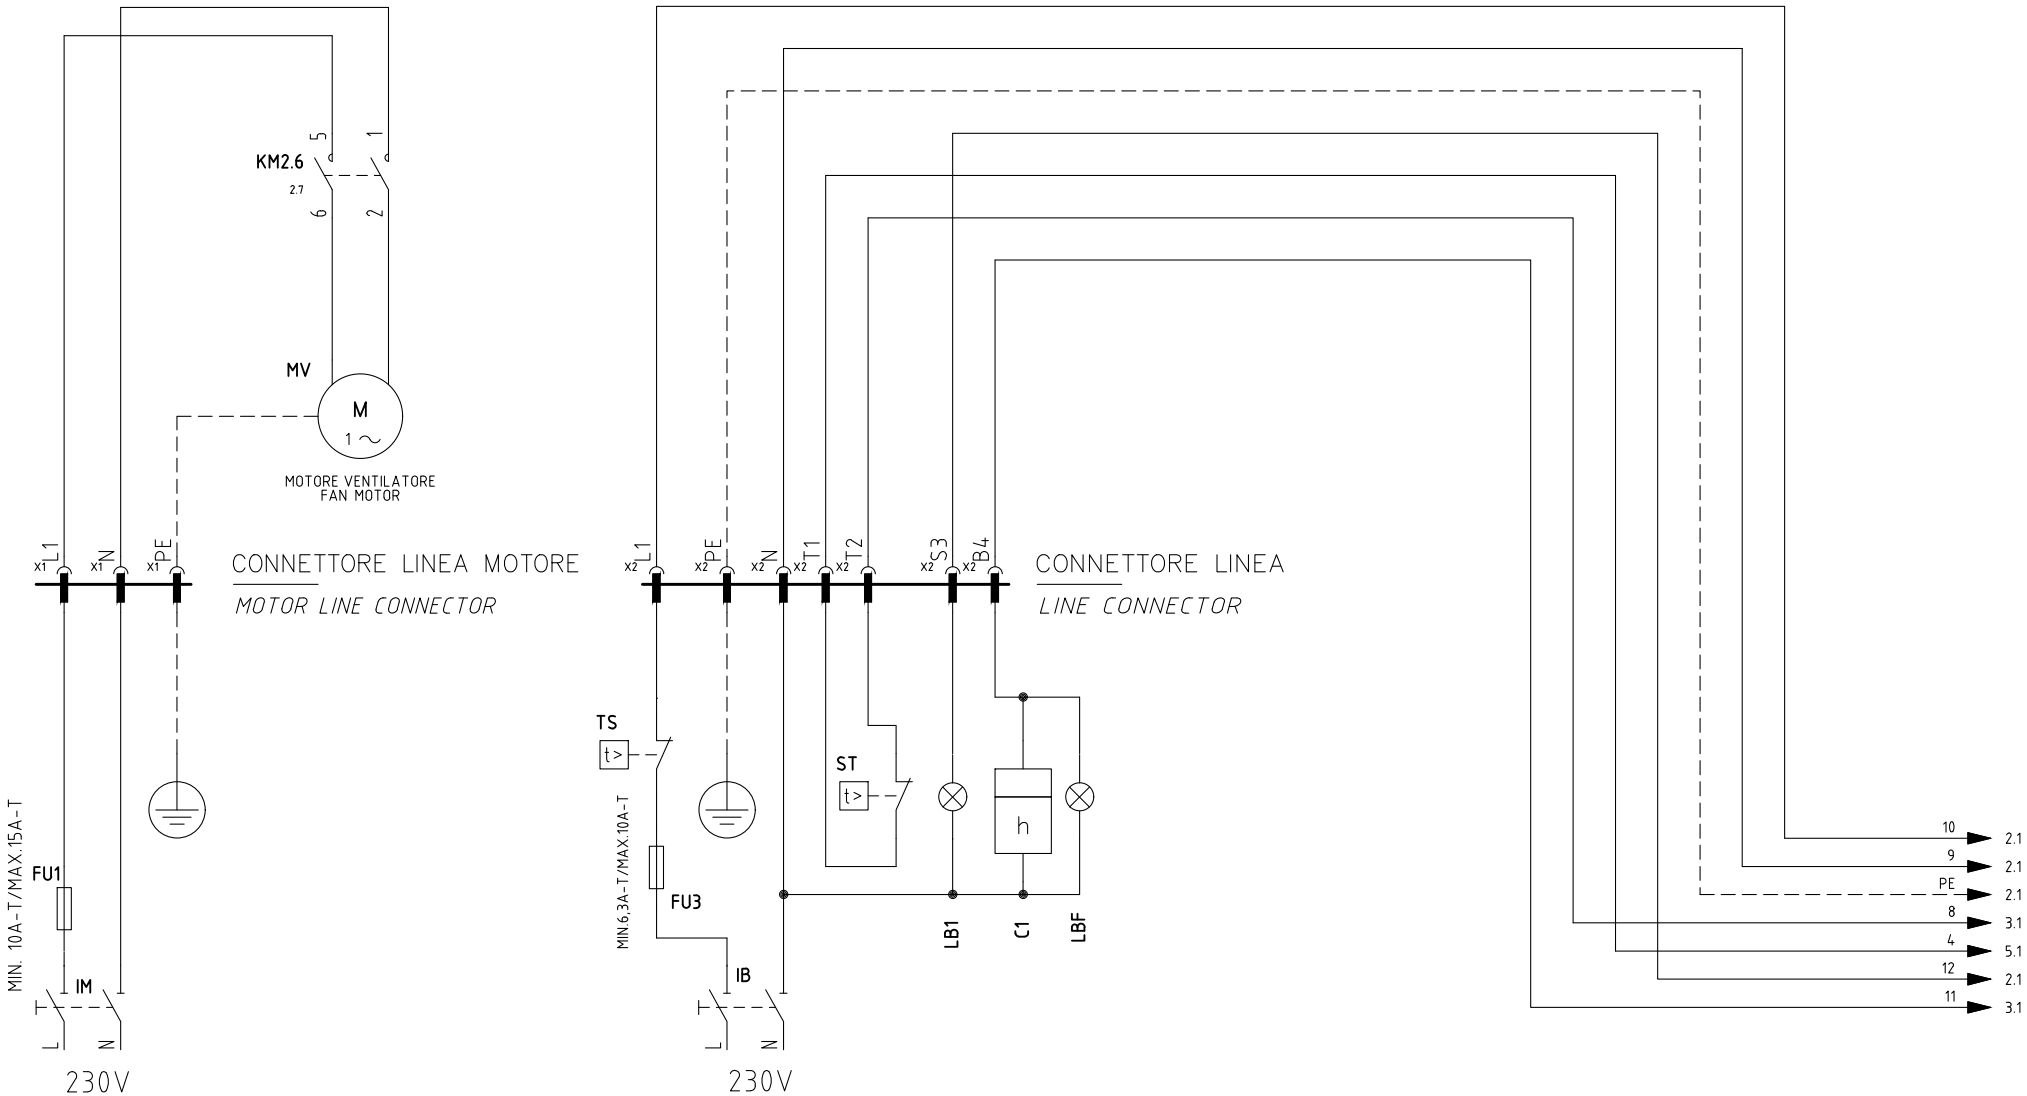 5 1
KM2.6
2.7
6 2
MV
M
1
MOTORE VENTILATORE
FAN MOTOR
X1 L1 X1 N X1 PE
CONNETTORE LINEA MOTORE
MOTOR LINE CONNECTOR
MIN. 10A-T/MAX.15A-T
FU1
IM
L N
230V
X2 L1 X2 PE X2 N X2 T1 X2 T2 X2 S3 X2 B4
CONNETTORE LINEA
LINE CONNECTOR
TS
t>
MIN.6,3A-T/MAX.10A-T
FU3
ST
t>
h
LB1 C1 LBF
IB
L N
230V
10 2.1
9 2.1
PE 2.1
8 3.1
4 5.1
12 2.1
11 3.1